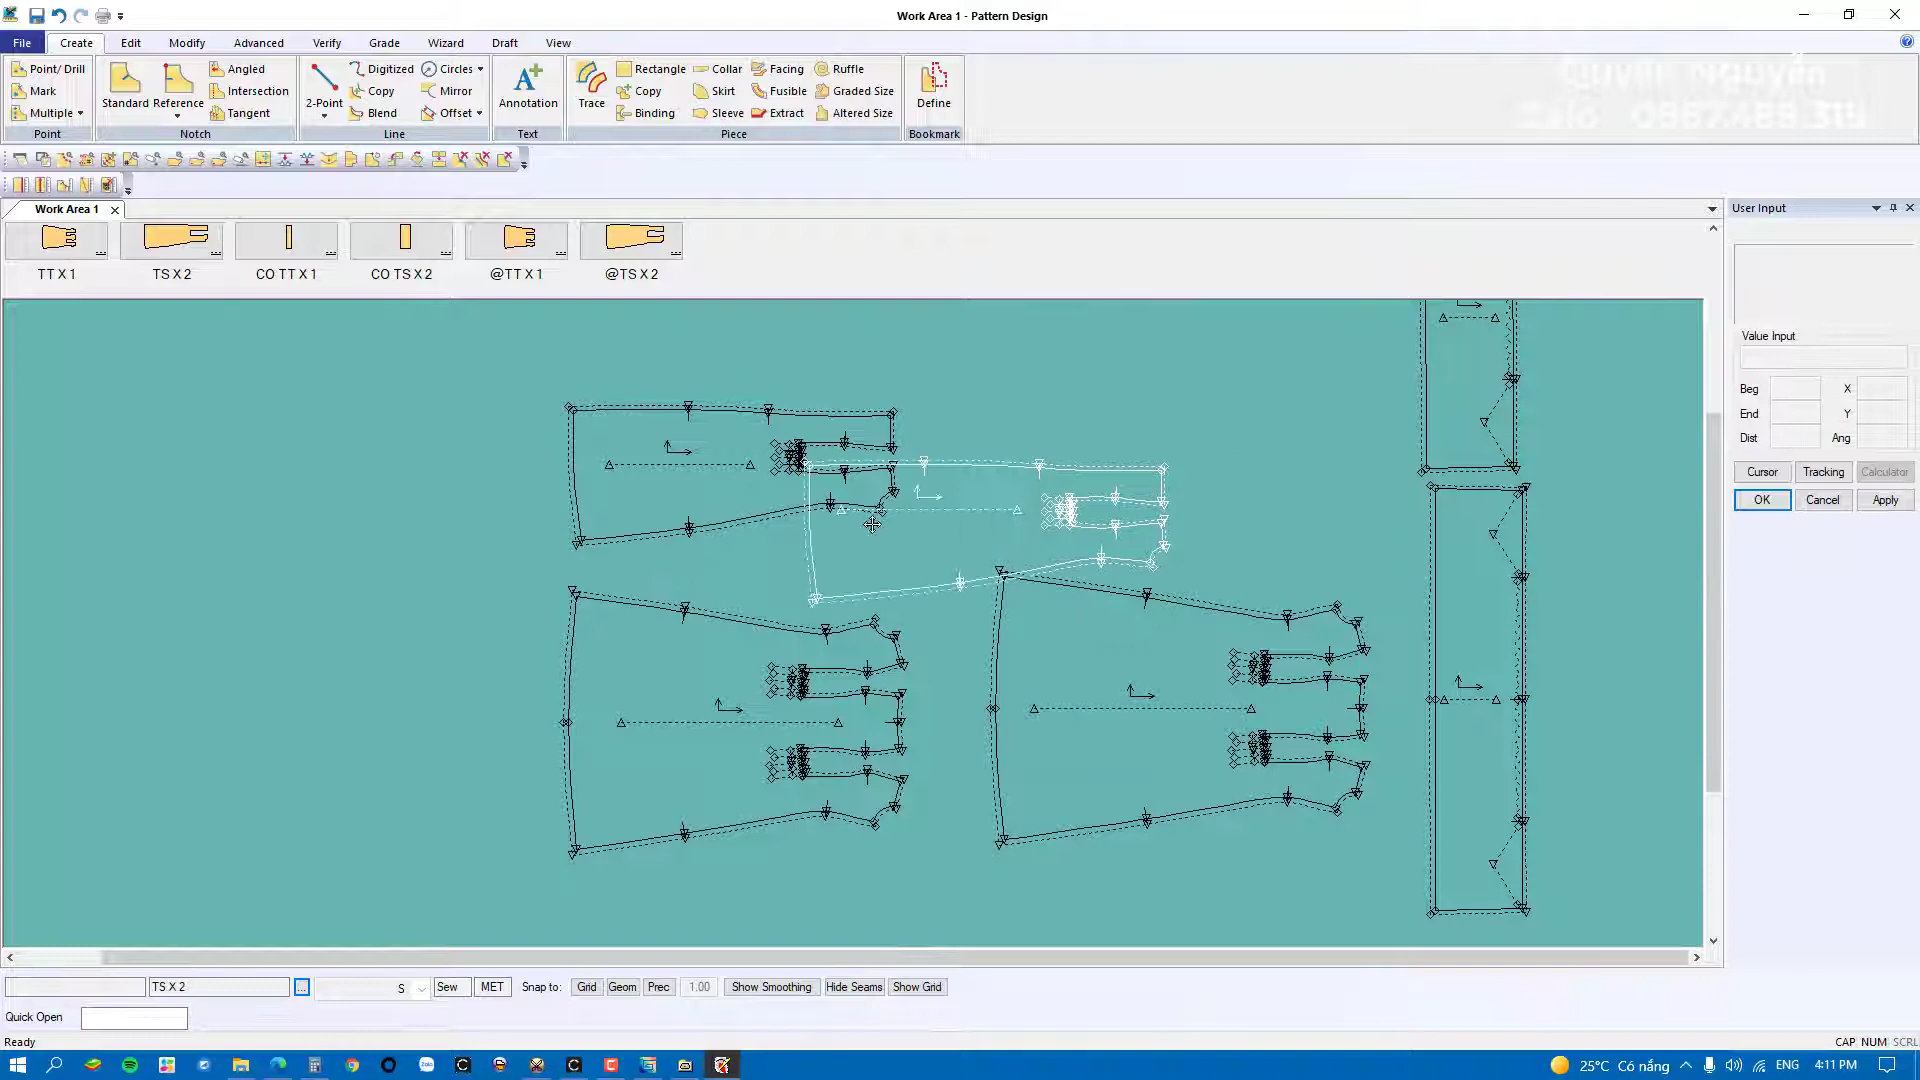 Work Area 1 - Pattern Design
File Create Edit Modify Advanced Verify Grade Wizard Draft View
Point/ Drill Angled Digitized Circles Rectangle Collar Facing Ruffle
Mark Standard Reference Intersection 2-Point Copy Mirror Annotation Trace Copy Skirt Fusible Graded Size Define
Multiple Tangent Blend Offset Binding Sleeve Extract Altered Size
Point Notch Line Text Piece Bookmark
Work Area 1
User Input
TT X 1 TS X 2 CO TT X 1 CO TS X 2 @TT X 1 @TS X 2
Value Input
Beg X
End Y
Dist Ang
Cursor Tracking Calculator
OK Cancel Apply
TS X 2 ... S Sew MET Snap to: Grid Geom Prec 1.00 Show Smoothing Hide Seams Show Grid
Quick Open
Ready
CAP NUM SCRL
25°C Có nắng ENG 4:11 PM